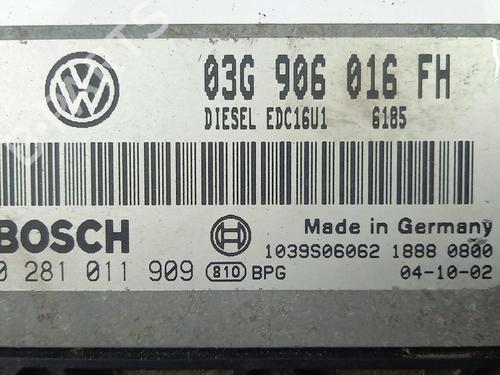 03G 906 016 FH
DIESEL EDC16U1 6185
BOSCH
Made in Germany
1039S06062 1888 0800
0 281 011 909 810 BPG
04-10-02